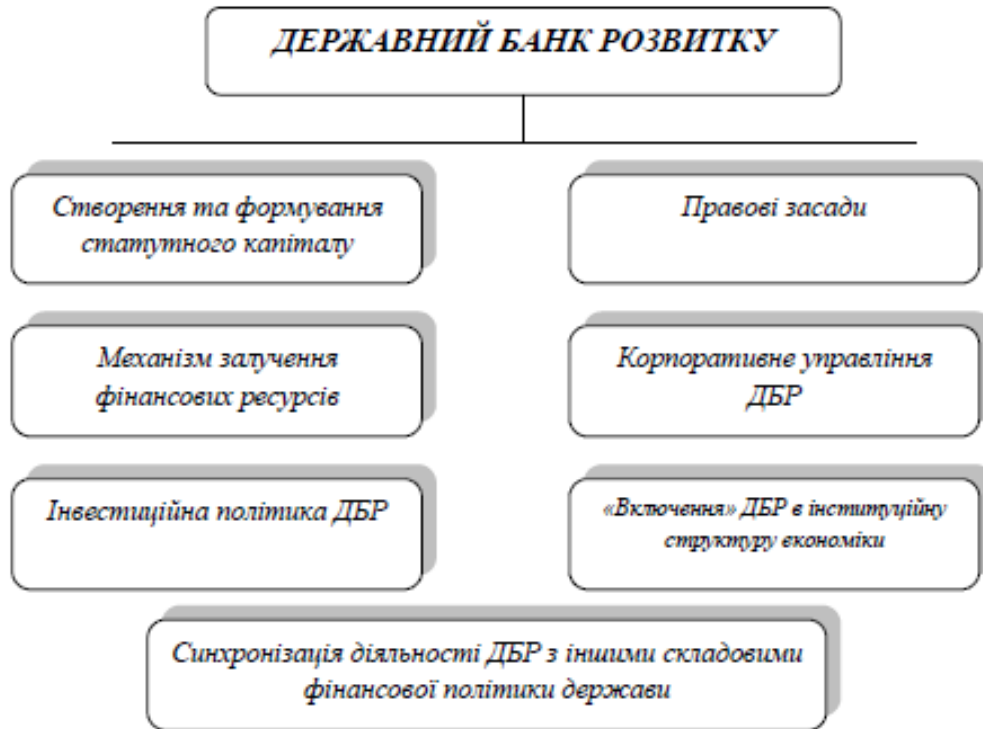 ДЕРЖАВНИЙ БАНК РОЗВИТКУ
Створення та формування
статутного капіталу
Правові засади
Механізм залучення
фінансових ресурсів
Корпоративне управління
ДБР
Інвестиційна політика ДБР
«Включення» ДБР в інституційну
структуру економіки
Синхронізація діяльності ДБР з іншими складовими
фінансової політики держави